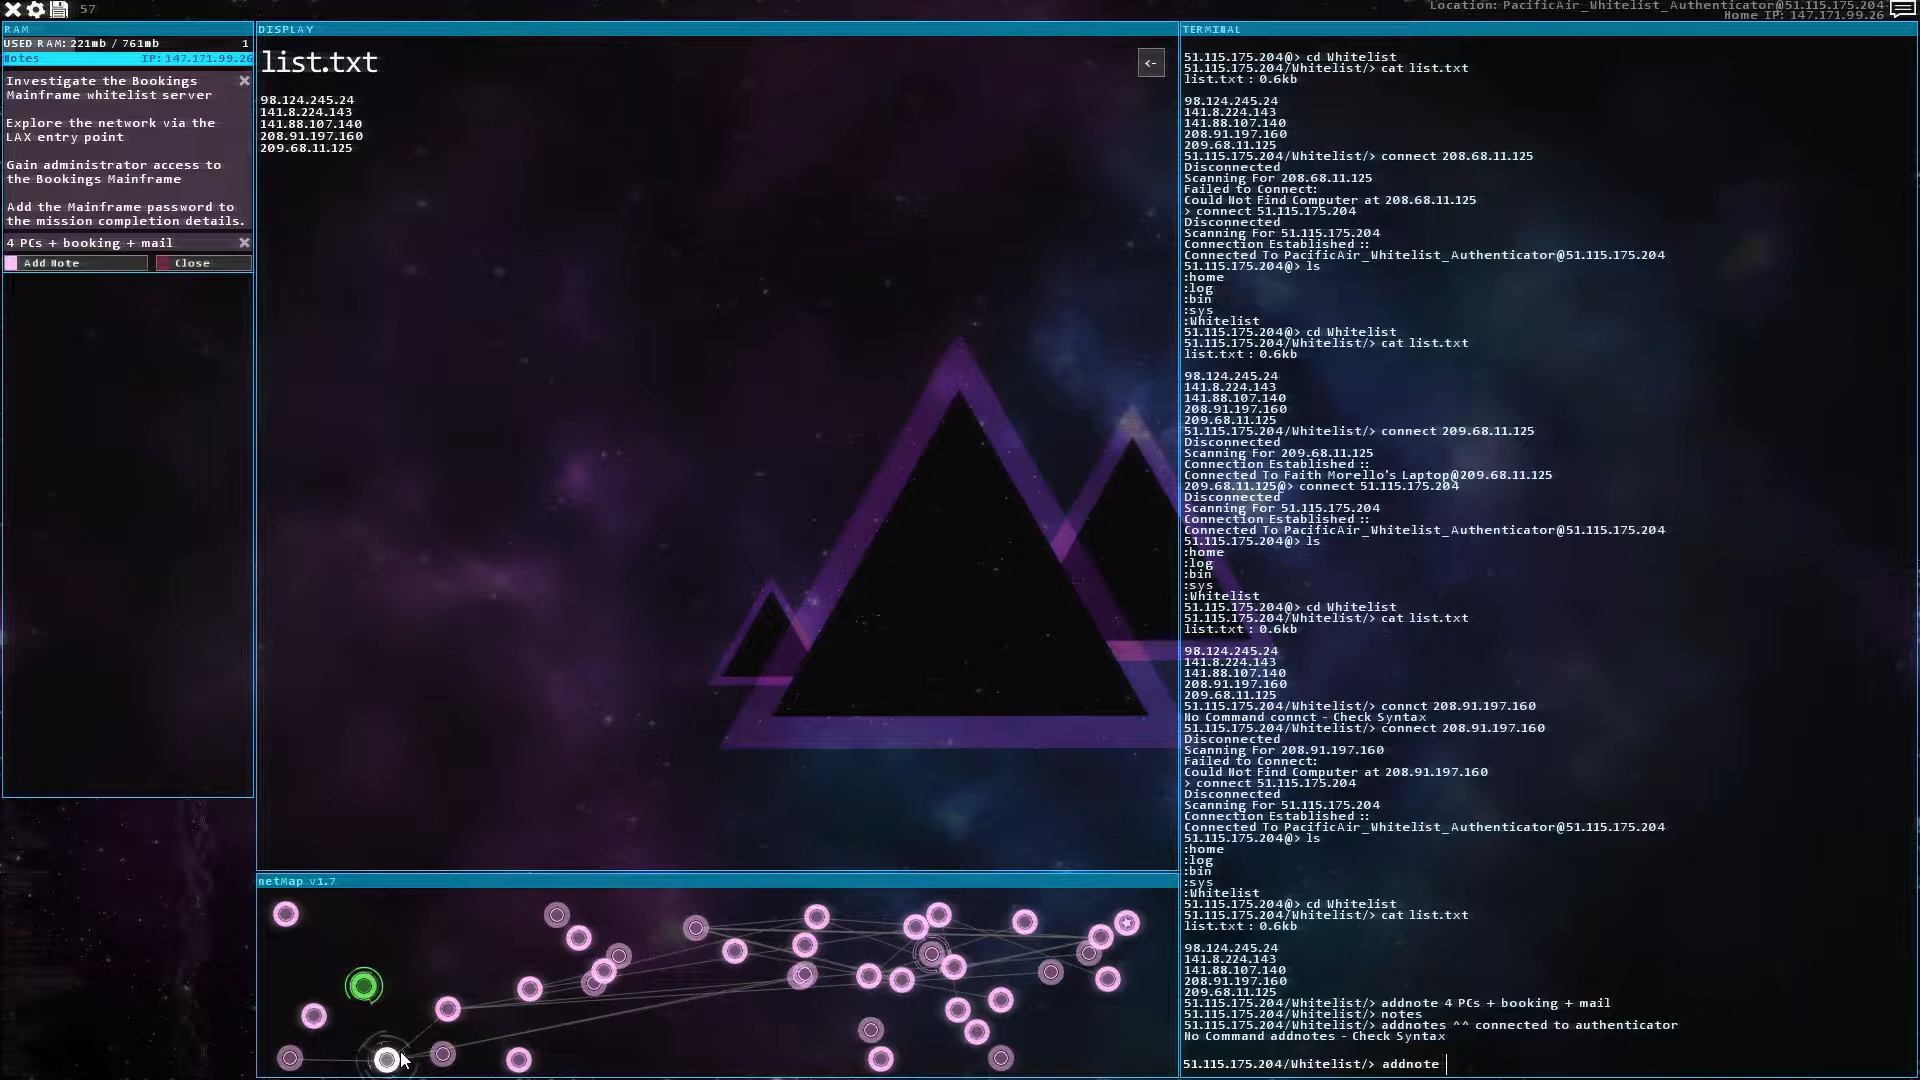 57
Location: PacificAir_Whitelist_Authenticator@51.115.175.204
Home IP: 147.171.99.26
RAM
USED RAM: 221mb / 761mb 1
Notes IP: 147.171.99.26
Investigate the Bookings
Mainframe whitelist server
Explore the network via the
LAX entry point
Gain administrator access to
the Bookings Mainframe
Add the Mainframe password to
the mission completion details.
4 PCs + booking + mail
Add Note Close
DISPLAY
list.txt
<-
98.124.245.24
141.8.224.143
141.88.107.140
208.91.197.160
209.68.11.125
netMap v1.7
TERMINAL
51.115.175.204@> cd Whitelist
51.115.175.204/Whitelist/> cat list.txt
list.txt : 0.6kb
98.124.245.24
141.8.224.143
141.88.107.140
208.91.197.160
209.68.11.125
51.115.175.204/Whitelist/> connect 208.68.11.125
Disconnected
Scanning For 208.68.11.125
Failed to Connect:
Could Not Find Computer at 208.68.11.125
> connect 51.115.175.204
Disconnected
Scanning For 51.115.175.204
Connection Established ::
Connected To PacificAir_Whitelist_Authenticator@51.115.175.204
51.115.175.204@> ls
:home
:log
:bin
:sys
:Whitelist
51.115.175.204@> cd Whitelist
51.115.175.204/Whitelist/> cat list.txt
list.txt : 0.6kb
98.124.245.24
141.8.224.143
141.88.107.140
208.91.197.160
209.68.11.125
51.115.175.204/Whitelist/> connect 209.68.11.125
Disconnected
Scanning For 209.68.11.125
Connection Established ::
Connected To Faith Morello's Laptop@209.68.11.125
209.68.11.125@> connect 51.115.175.204
Disconnected
Scanning For 51.115.175.204
Connection Established ::
Connected To PacificAir_Whitelist_Authenticator@51.115.175.204
51.115.175.204@> ls
:home
:log
:bin
:sys
:Whitelist
51.115.175.204@> cd Whitelist
51.115.175.204/Whitelist/> cat list.txt
list.txt : 0.6kb
98.124.245.24
141.8.224.143
141.88.107.140
208.91.197.160
209.68.11.125
51.115.175.204/Whitelist/> connct 208.91.197.160
No Command connct - Check Syntax
51.115.175.204/Whitelist/> connect 208.91.197.160
Disconnected
Scanning For 208.91.197.160
Failed to Connect:
Could Not Find Computer at 208.91.197.160
> connect 51.115.175.204
Disconnected
Scanning For 51.115.175.204
Connection Established ::
Connected To PacificAir_Whitelist_Authenticator@51.115.175.204
51.115.175.204@> ls
:home
:log
:bin
:sys
:Whitelist
51.115.175.204@> cd Whitelist
51.115.175.204/Whitelist/> cat list.txt
list.txt : 0.6kb
98.124.245.24
141.8.224.143
141.88.107.140
208.91.197.160
209.68.11.125
51.115.175.204/Whitelist/> addnote 4 PCs + booking + mail
51.115.175.204/Whitelist/> notes
51.115.175.204/Whitelist/> addnotes ^^ connected to authenticator
No Command addnotes - Check Syntax
51.115.175.204/Whitelist/> addnote